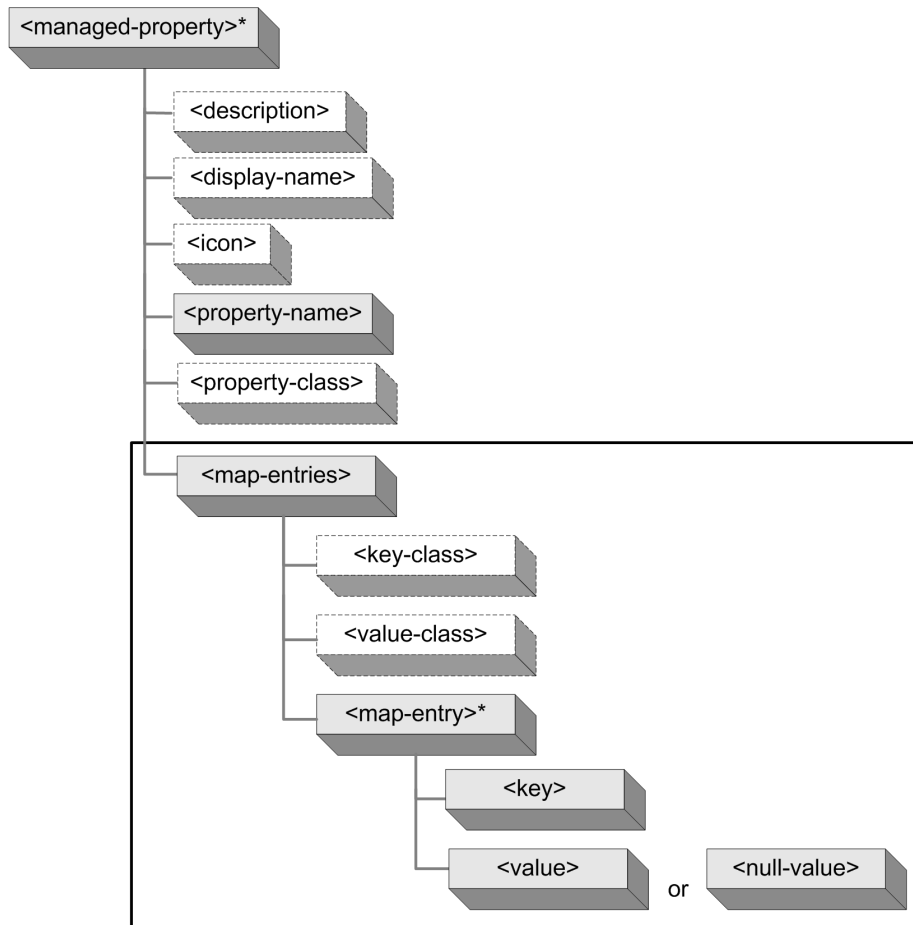 <managed-property>*
<description>
<display-name>
<icon>
<property-name>
<property-class>
<map-entries>
<key-class>
<value-class>
<map-entry>*
<key>
<value> or <null-value>